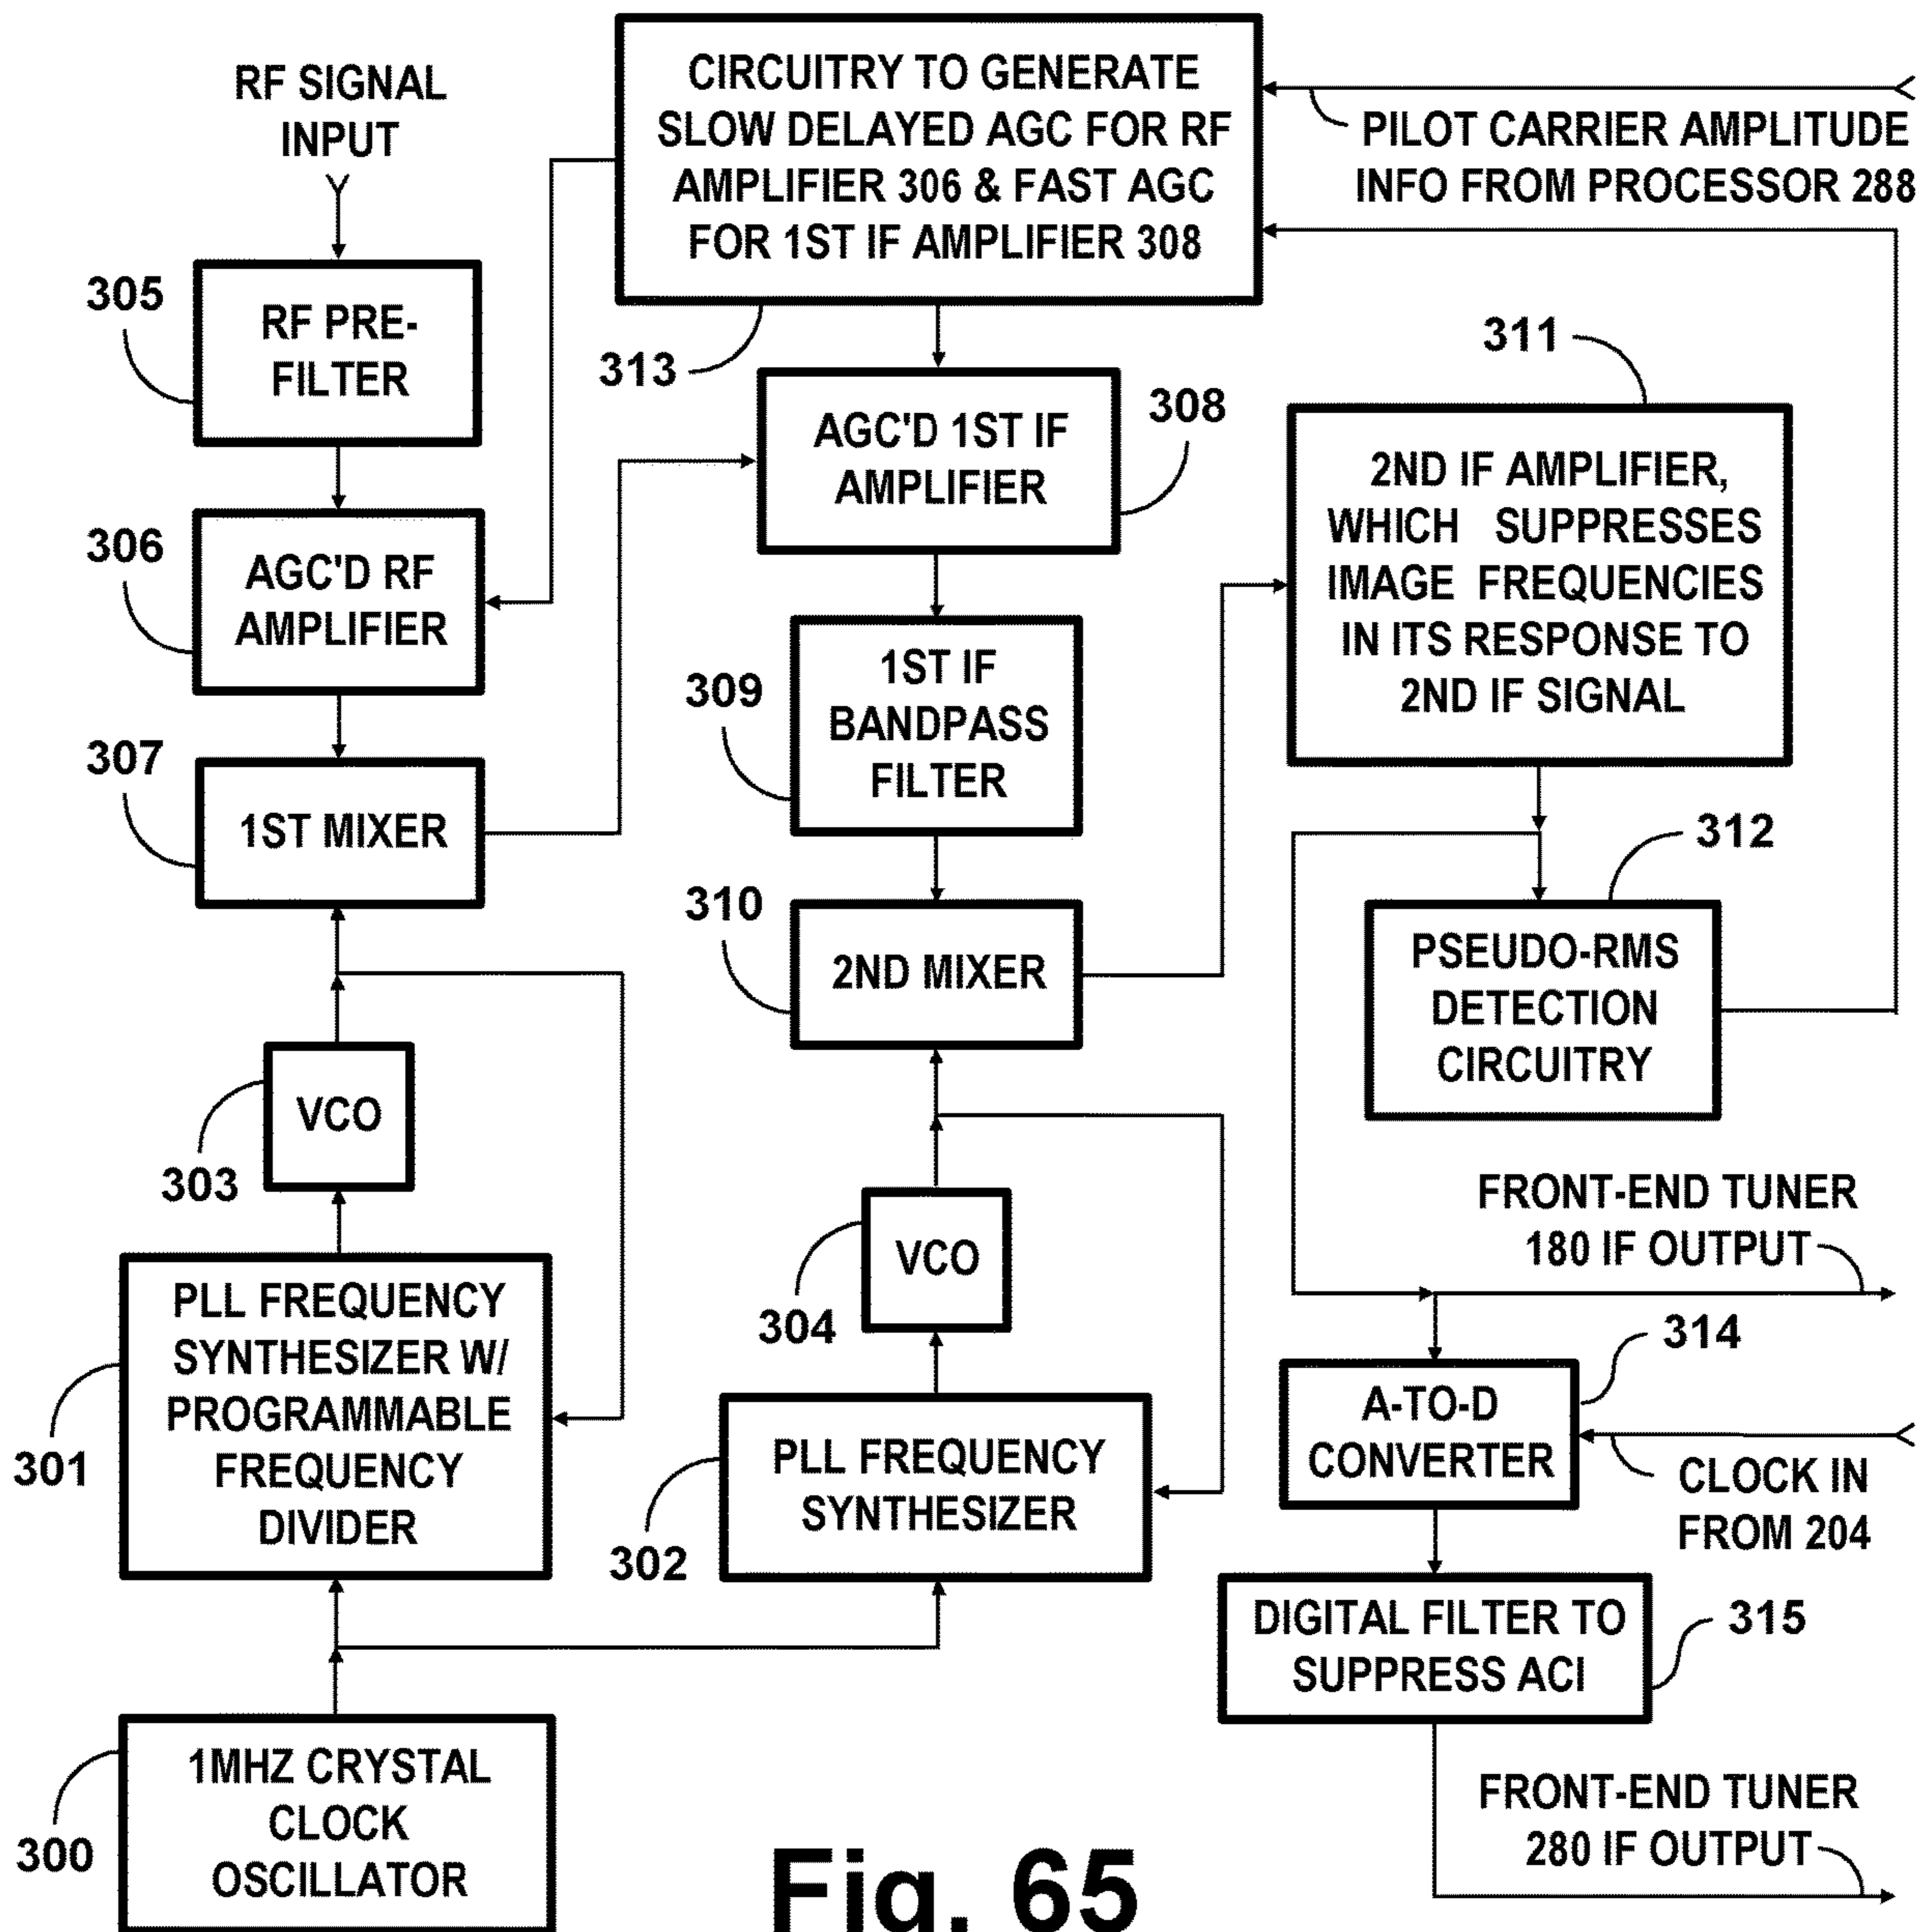 RF SIGNAL
INPUT
CIRCUITRY TO GENERATE
SLOW DELAYED AGC FOR RF
AMPLIFIER 306 & FAST AGC
FOR 1ST IF AMPLIFIER 308
PILOT CARRIER AMPLITUDE
INFO FROM PROCESSOR 288
305
RF PRE-
FILTER
313
311
306
AGC'D RF
AMPLIFIER
AGC'D 1ST IF
AMPLIFIER
308
2ND IF AMPLIFIER,
WHICH SUPPRESSES
IMAGE FREQUENCIES
IN ITS RESPONSE TO
2ND IF SIGNAL
307
1ST MIXER
309
1ST IF
BANDPASS
FILTER
312
310
2ND MIXER
PSEUDO-RMS
DETECTION
CIRCUITRY
303
VCO
304
VCO
FRONT-END TUNER
180 IF OUTPUT
301
PLL FREQUENCY
SYNTHESIZER W/
PROGRAMMABLE
FREQUENCY
DIVIDER
302
PLL FREQUENCY
SYNTHESIZER
314
A-TO-D
CONVERTER
CLOCK IN
FROM 204
315
DIGITAL FILTER TO
SUPPRESS ACI
300
1MHZ CRYSTAL
CLOCK
OSCILLATOR
FRONT-END TUNER
280 IF OUTPUT
Fig. 65